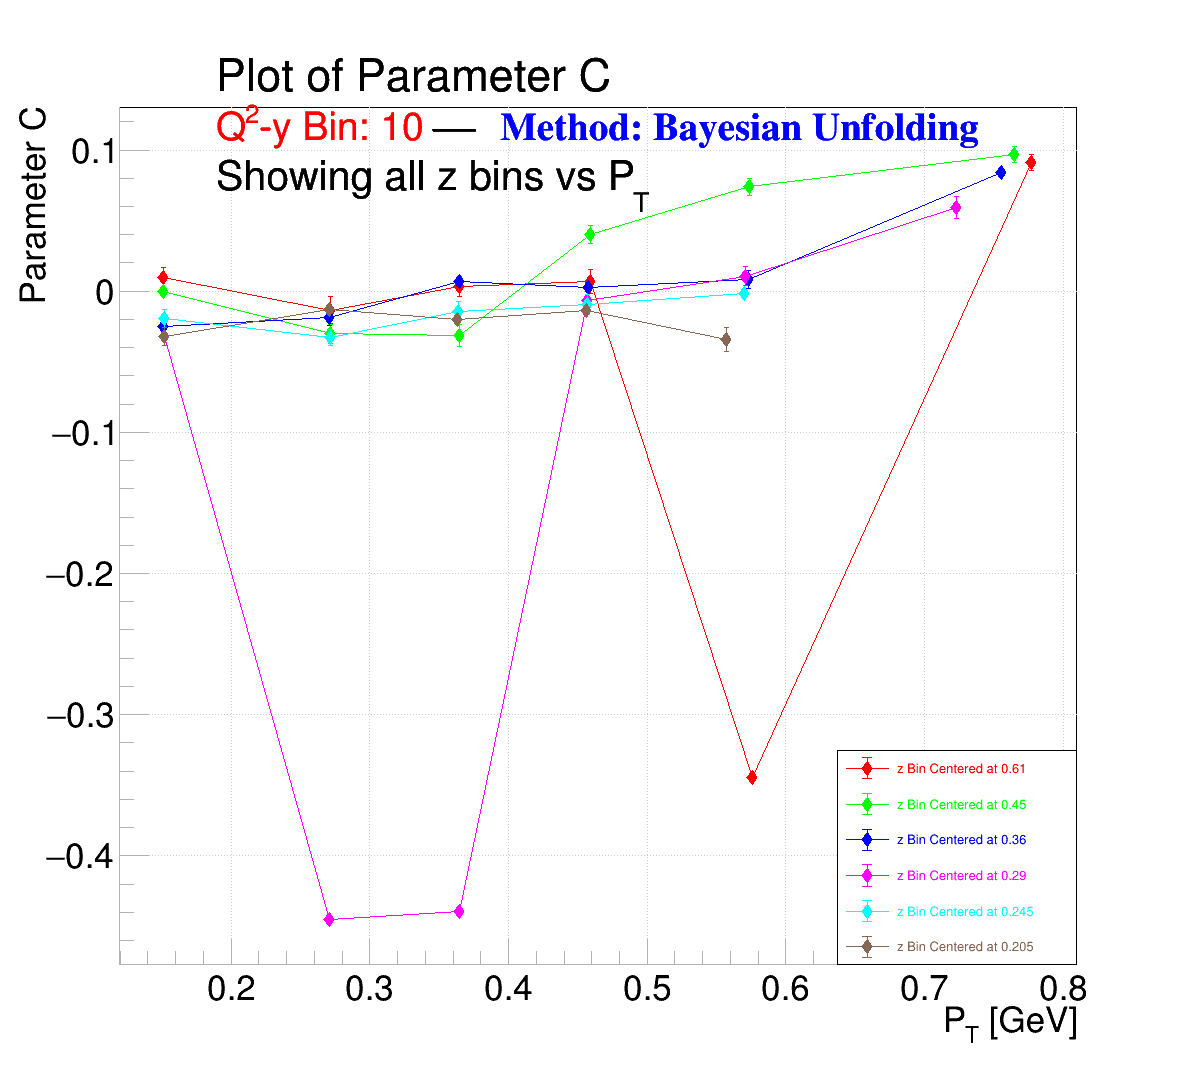 Plot of Parameter C
Q²-y Bin: 10 — Method: Bayesian Unfolding
Showing all z bins vs P_T
Parameter C
0.1
0
−0.1
−0.2
−0.3
−0.4
z Bin Centered at 0.61
z Bin Centered at 0.45
z Bin Centered at 0.36
z Bin Centered at 0.29
z Bin Centered at 0.245
z Bin Centered at 0.205
0.2 0.3 0.4 0.5 0.6 0.7 0.8
P_T [GeV]